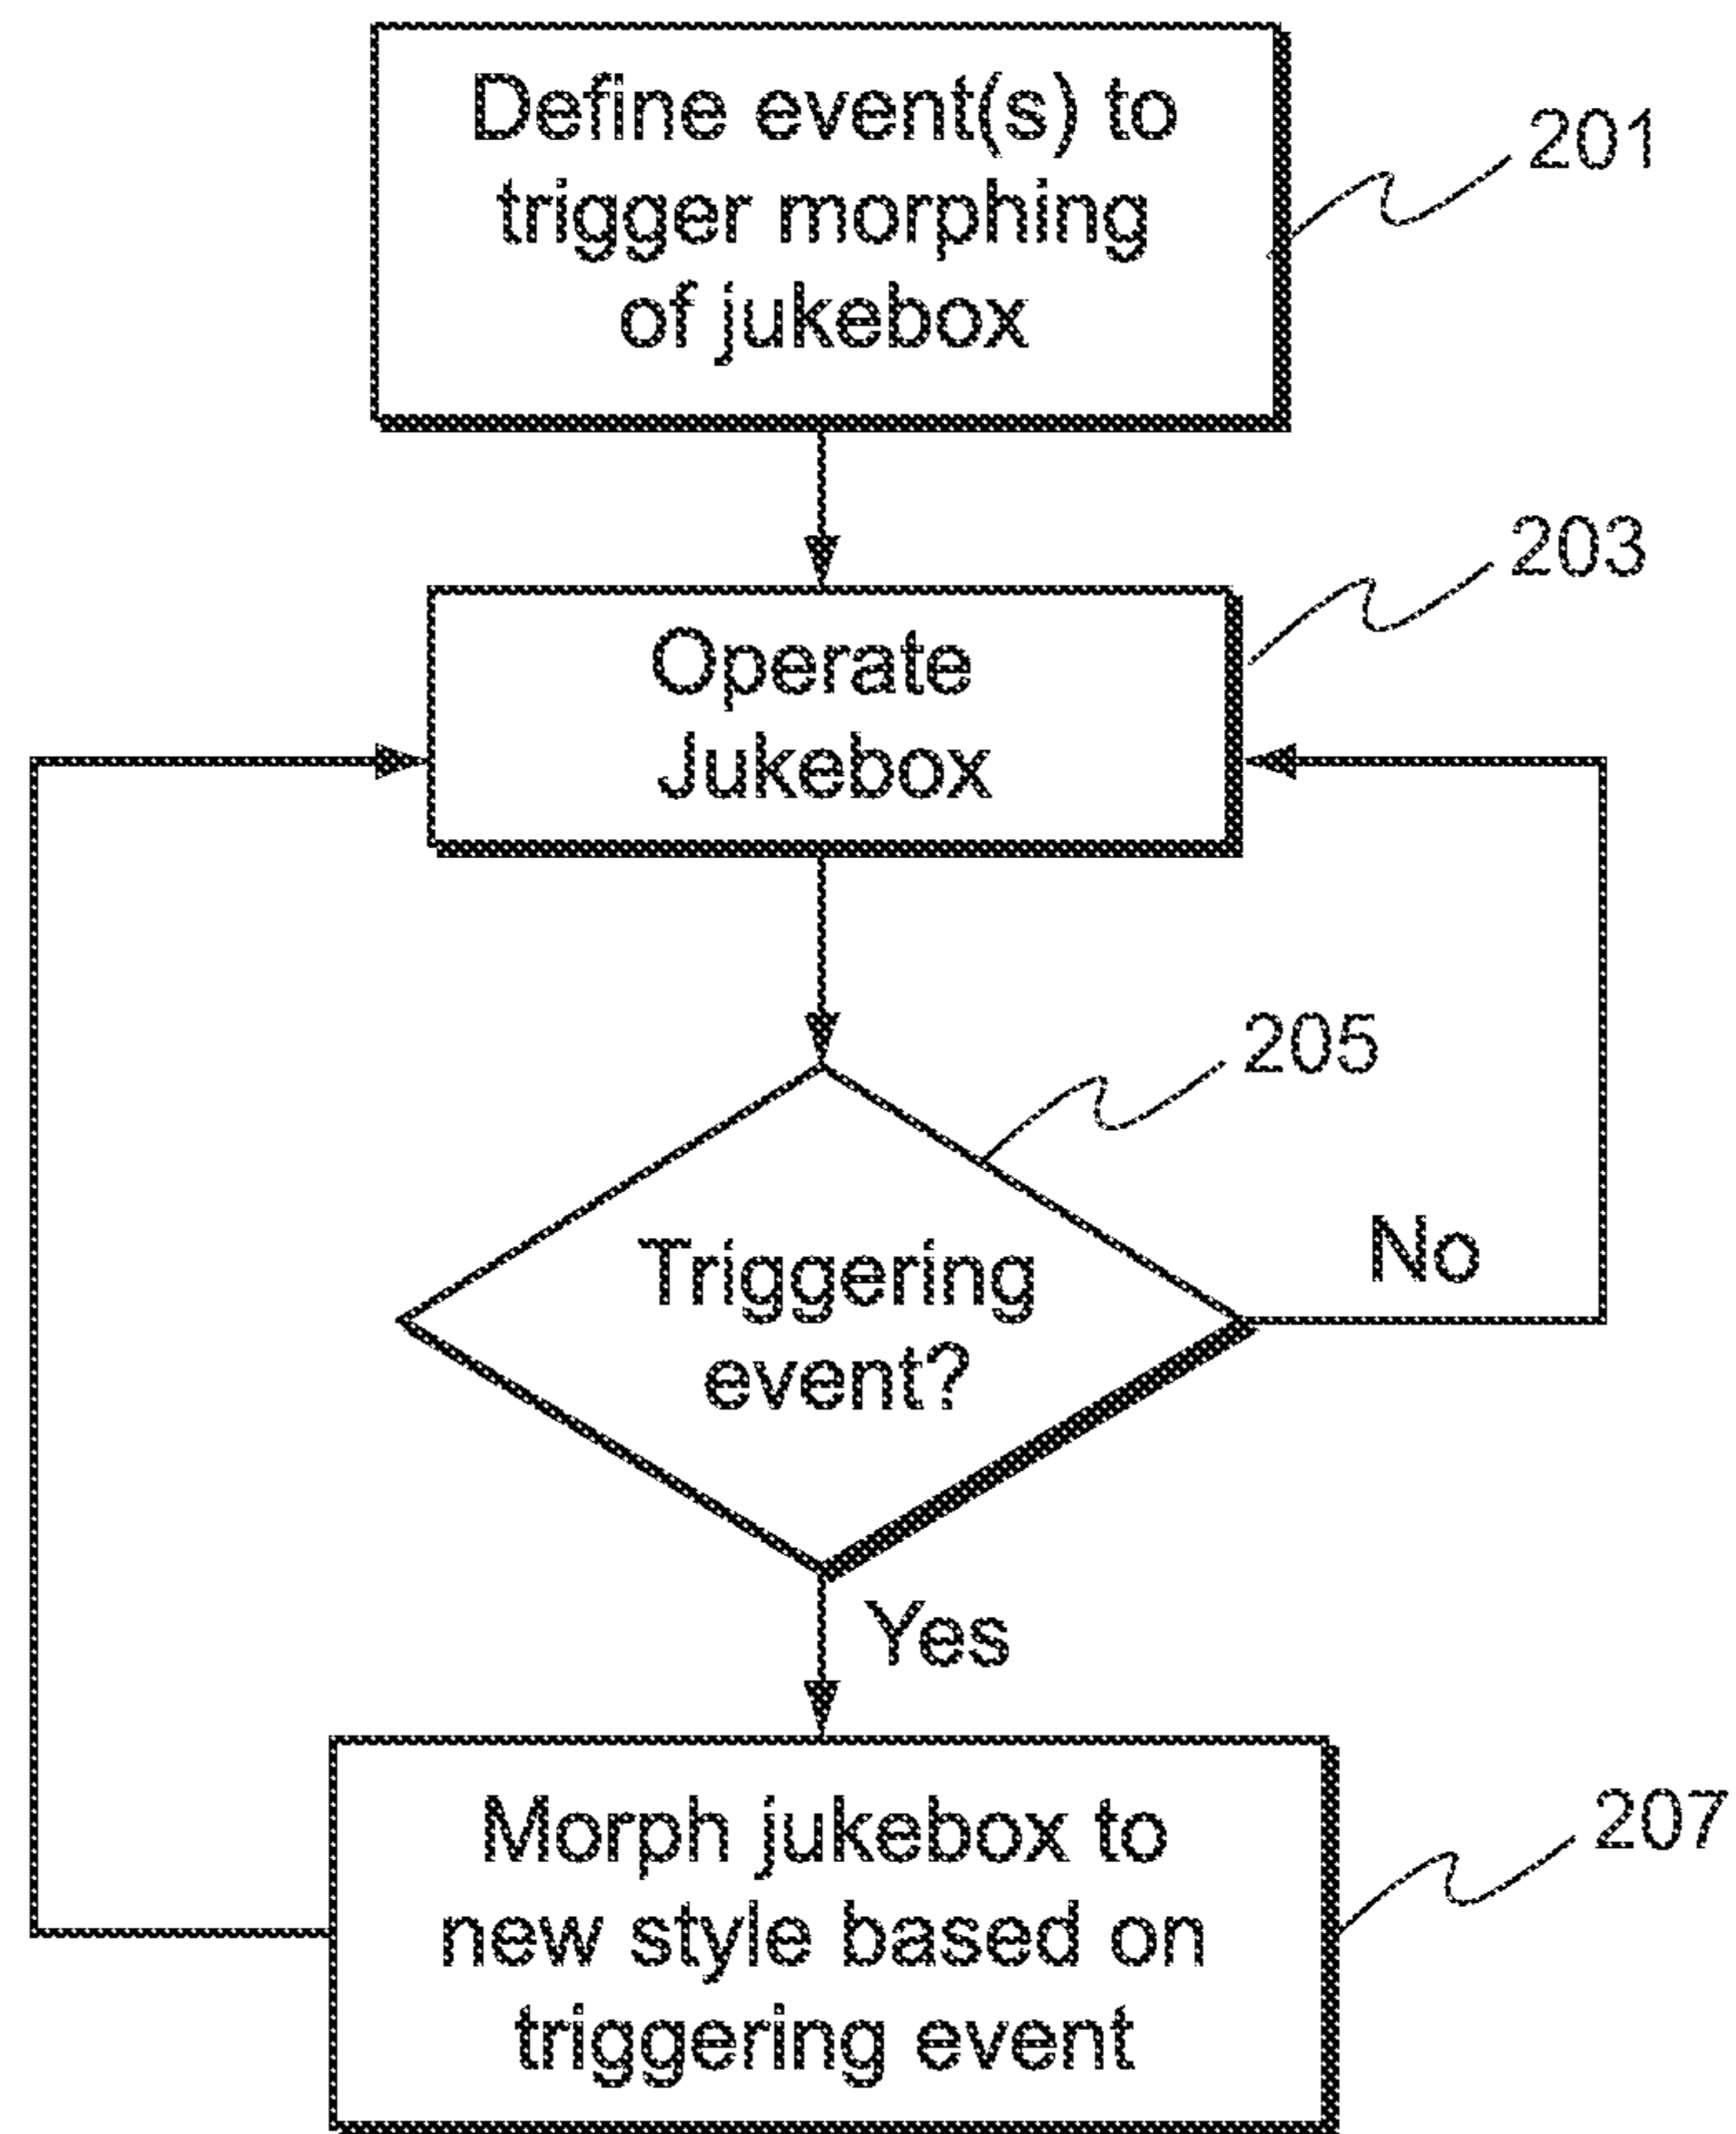 Define event(s) to
trigger morphing
of jukebox
201
Operate
Jukebox
203
Triggering
event?
205
No
Yes
Morph jukebox to
new style based on
triggering event
207